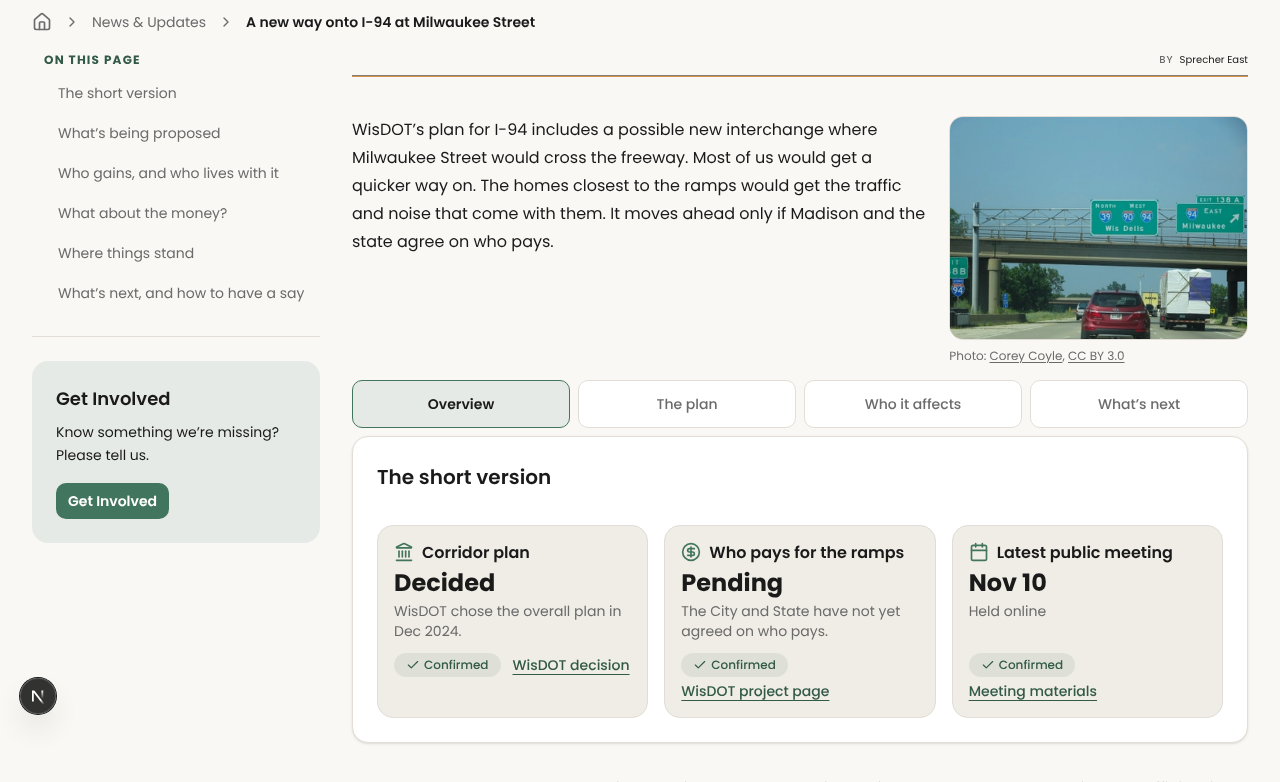 News & Updates
A new way onto I-94 at Milwaukee Street
ON THIS PAGE
The short version
What's being proposed
Who gains, and who lives with it
What about the money?
Where things stand
What's next, and how to have a say
Get Involved
Know something we're missing?
Please tell us.
Get Involved
N
BY Sprecher East
WisDOT's plan for I-94 includes a possible new interchange where
Milwaukee Street would cross the freeway. Most of us would get a
quicker way on. The homes closest to the ramps would get the traffic
and noise that come with them. It moves ahead only if Madison and the
state agree on who pays.
EXIT 138 A
NORTH WEST
39 90 94
Wis Dells
94 EAST
Milwaukee
94
Photo: Corey Coyle, CC BY 3.0
Overview
The plan
Who it affects
What's next
The short version
Corridor plan
Decided
WisDOT chose the overall plan in
Dec 2024.
Confirmed WisDOT decision
Who pays for the ramps
Pending
The City and State have not yet
agreed on who pays.
Confirmed
WisDOT project page
Latest public meeting
Nov 10
Held online
Confirmed
Meeting materials